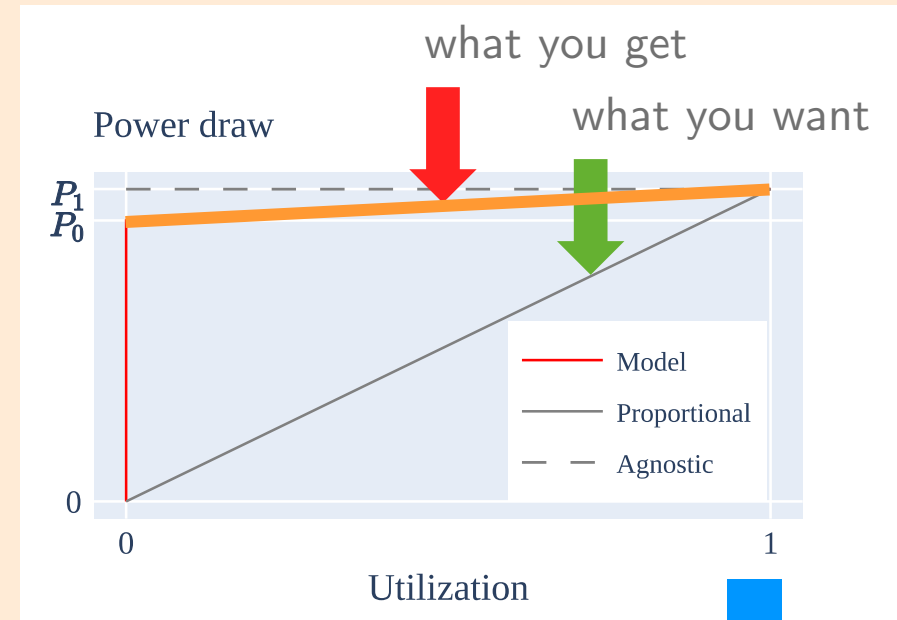 what you get
what you want
Power draw
P₁
P₀
0
Model
Proportional
Agnostic
0
1
Utilization